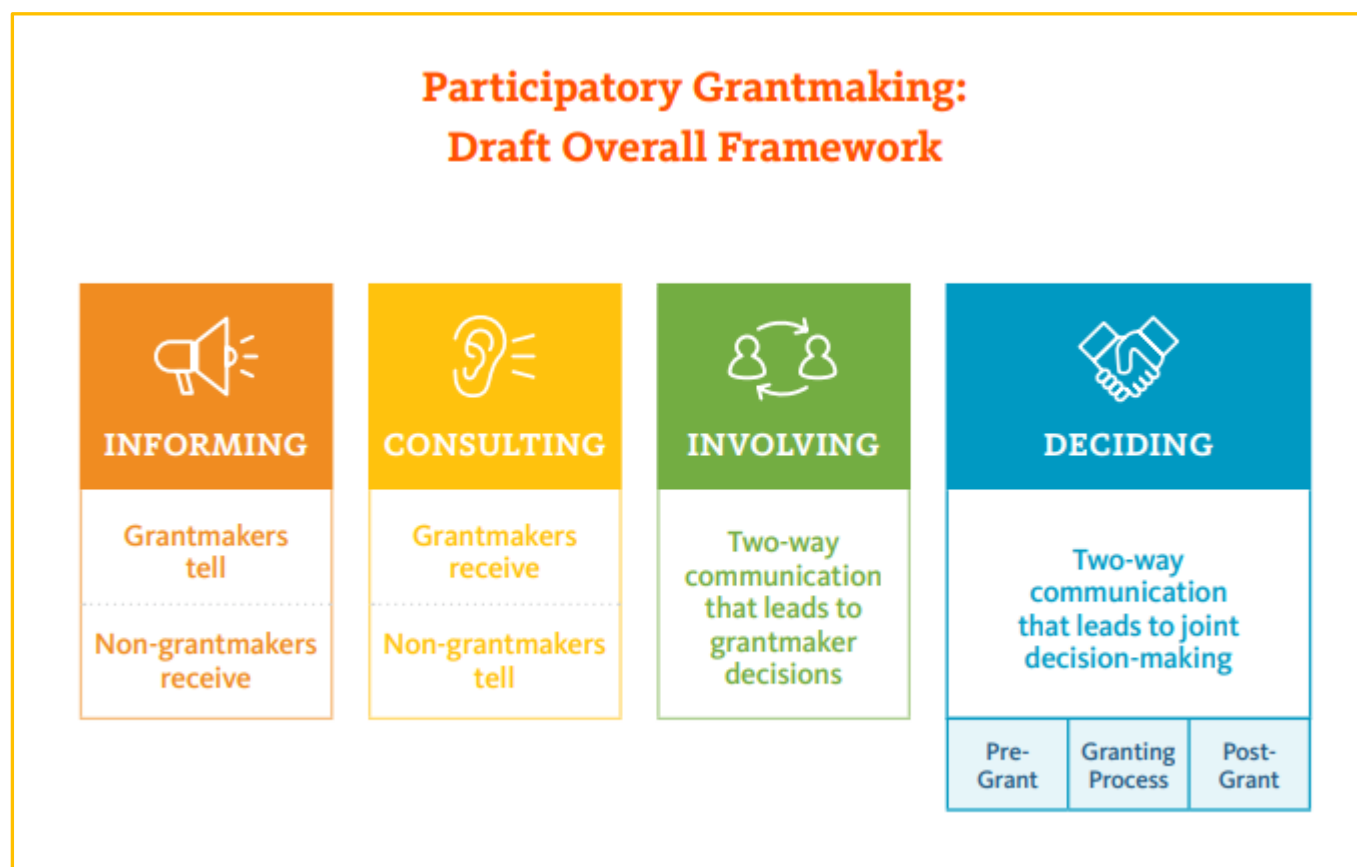 Participatory Grantmaking:
Draft Overall Framework
INFORMING
Grantmakers
tell
Non-grantmakers
receive
CONSULTING
Grantmakers
receive
Non-grantmakers
tell
INVOLVING
Two-way
communication
that leads to
grantmaker
decisions
DECIDING
Two-way
communication
that leads to joint
decision-making
Pre-
Grant
Granting
Process
Post-
Grant